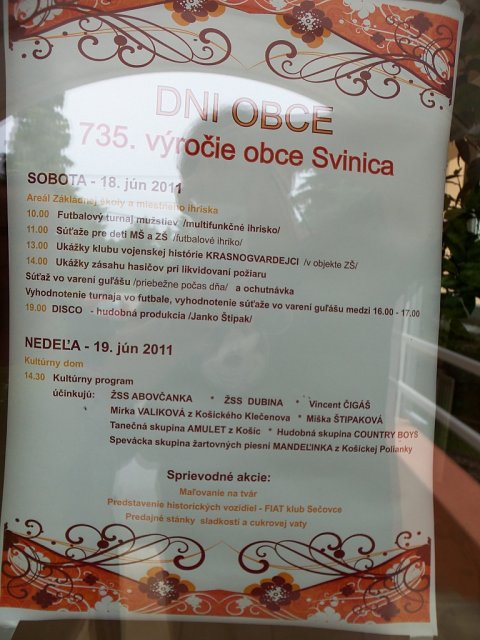 DNI OBCE
735. výročie obce Svinica
SOBOTA - 18. jún 2011
Areál Základnej školy a miestneho ihriska
10.00 Futbalový turnaj mužstiev /multifunkčné ihrisko/
11.00 Súťaže pre deti MŠ a ZŠ /futbalové ihriko/
13.00 Ukážky klubu vojenskej histórie KRASNOGVARDEJCI /v objekte ZŠ/
14.00 Ukážky zásahu hasičov pri likvidovaní požiaru
Súťaž vo varení gulášu /priebežne počas dňa/ a ochutnávka
Vyhodnotenie turnaja vo futbale, vyhodnotenie súťaže vo varení gulášu medzi 16.00 - 17.00
19.00 DISCO - hudobná produkcia /Janko Štipak/
NEDEĽA - 19. jún 2011
Kultúrny dom
14.30 Kultúrny program
účinkujú: ŽSS ABOVČANKA * ŽSS DUBINA * Vincent ČIGÁŠ
Mirka VALIKOVÁ z Košického Klečenova * Miška ŠTIPAKOVÁ
Tanečná skupina AMULET z Košíc * Hudobná skupina COUNTRY BOYS
Spevácka skupina žartovných piesní MANDEĽINKA z Košickej Polianky
Sprievodné akcie:
Maľovanie na tvár
Predstavenie historických vozidiel - FIAT klub Sečovce
Predajné stánky sladkostí a cukrovej vaty